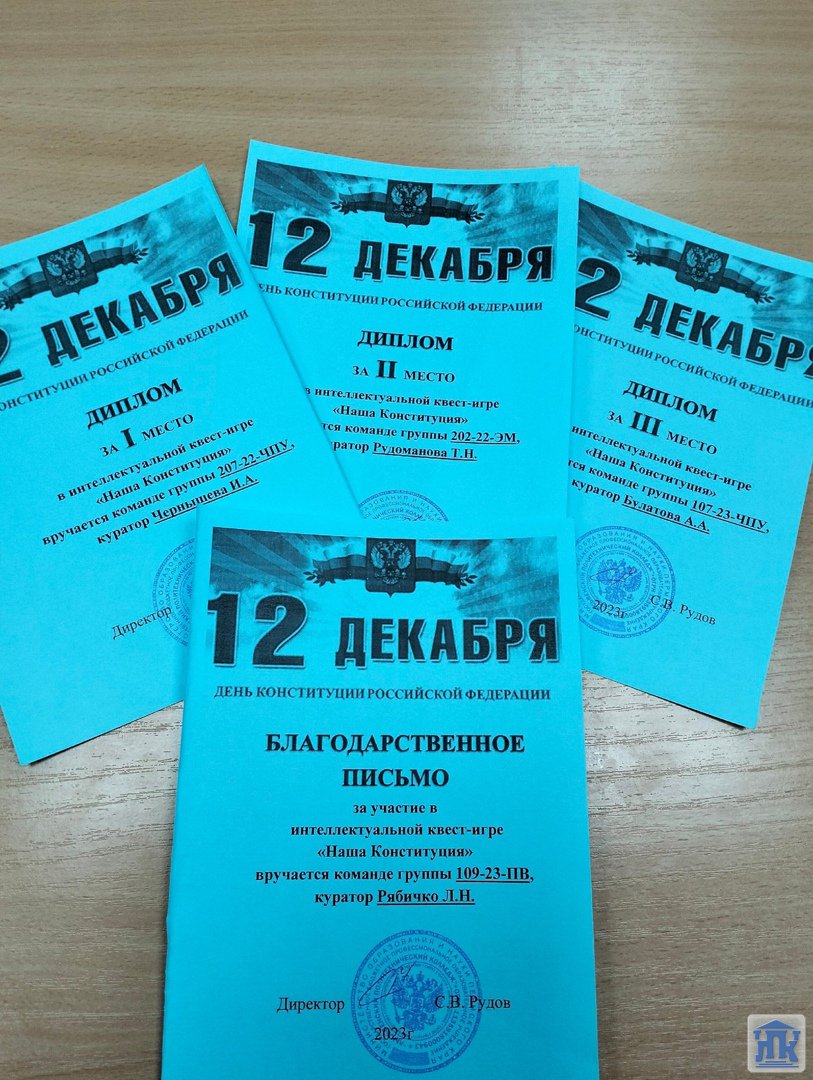 2 ДЕКАБРЯ
КОНСТИТУЦИИ РОССИЙСКОЙ ФЕДЕРАЦИИ
ДИПЛОМ
ЗА I МЕСТО
в интеллектуальной квест-игре
«Наша Конституция»
вручается команде группы 207-22-ЧПУ,
куратор Чернышева И.А.
Директор
12 ДЕКАБРЯ
ДЕНЬ КОНСТИТУЦИИ РОССИЙСКОЙ ФЕДЕРАЦИИ
ДИПЛОМ
ЗА II МЕСТО
в интеллектуальной квест-игре
«Наша Конституция»
команде группы 202-22-ЭМ,
куратор Рудоманова Т.Н.
2 ДЕКАБРЯ
КОНСТИТУЦИИ РОССИЙСКОЙ ФЕДЕРАЦИИ
ДИПЛОМ
ЗА III МЕСТО
интеллектуальной квест-игре
«Наша Конституция»
команде группы 107-23-ЧПУ,
куратор Булатова А.А.
С.В. Рудов
2023г
12 ДЕКАБРЯ
ДЕНЬ КОНСТИТУЦИИ РОССИЙСКОЙ ФЕДЕРАЦИИ
БЛАГОДАРСТВЕННОЕ
ПИСЬМО
за участие в
интеллектуальной квест-игре
«Наша Конституция»
вручается команде группы 109-23-ПВ,
куратор Рябичко Л.Н.
Директор С.В. Рудов
2023г